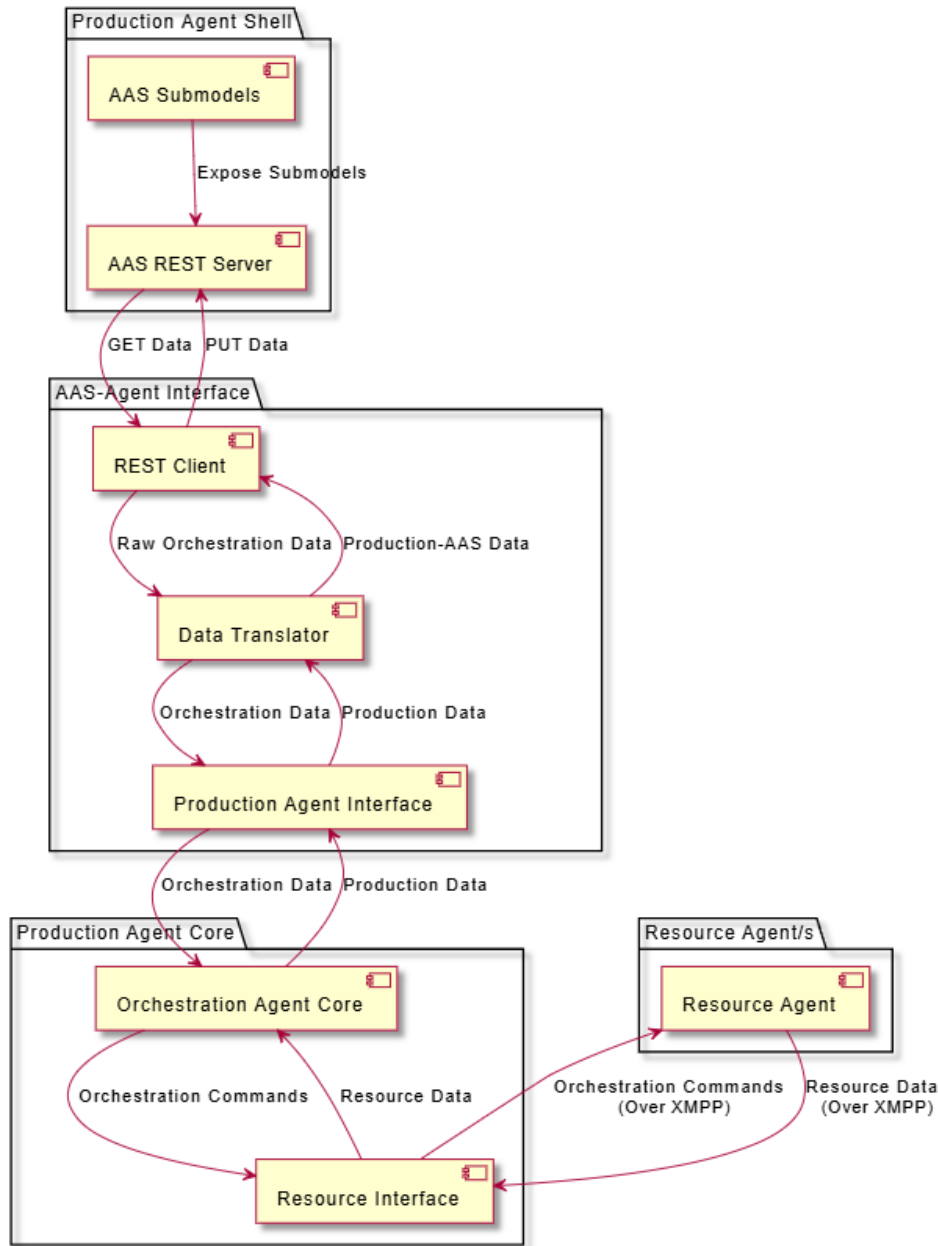 Production Agent Shell
AAS Submodels
Expose Submodels
AAS REST Server
GET Data
PUT Data
AAS-Agent Interface
REST Client
Raw Orchestration Data
Production-AAS Data
Data Translator
Orchestration Data
Production Data
Production Agent Interface
Orchestration Data
Production Data
Production Agent Core
Resource Agent/s
Orchestration Agent Core
Resource Agent
Orchestration Commands
Resource Data
Orchestration Commands
(Over XMPP)
Resource Data
(Over XMPP)
Resource Interface